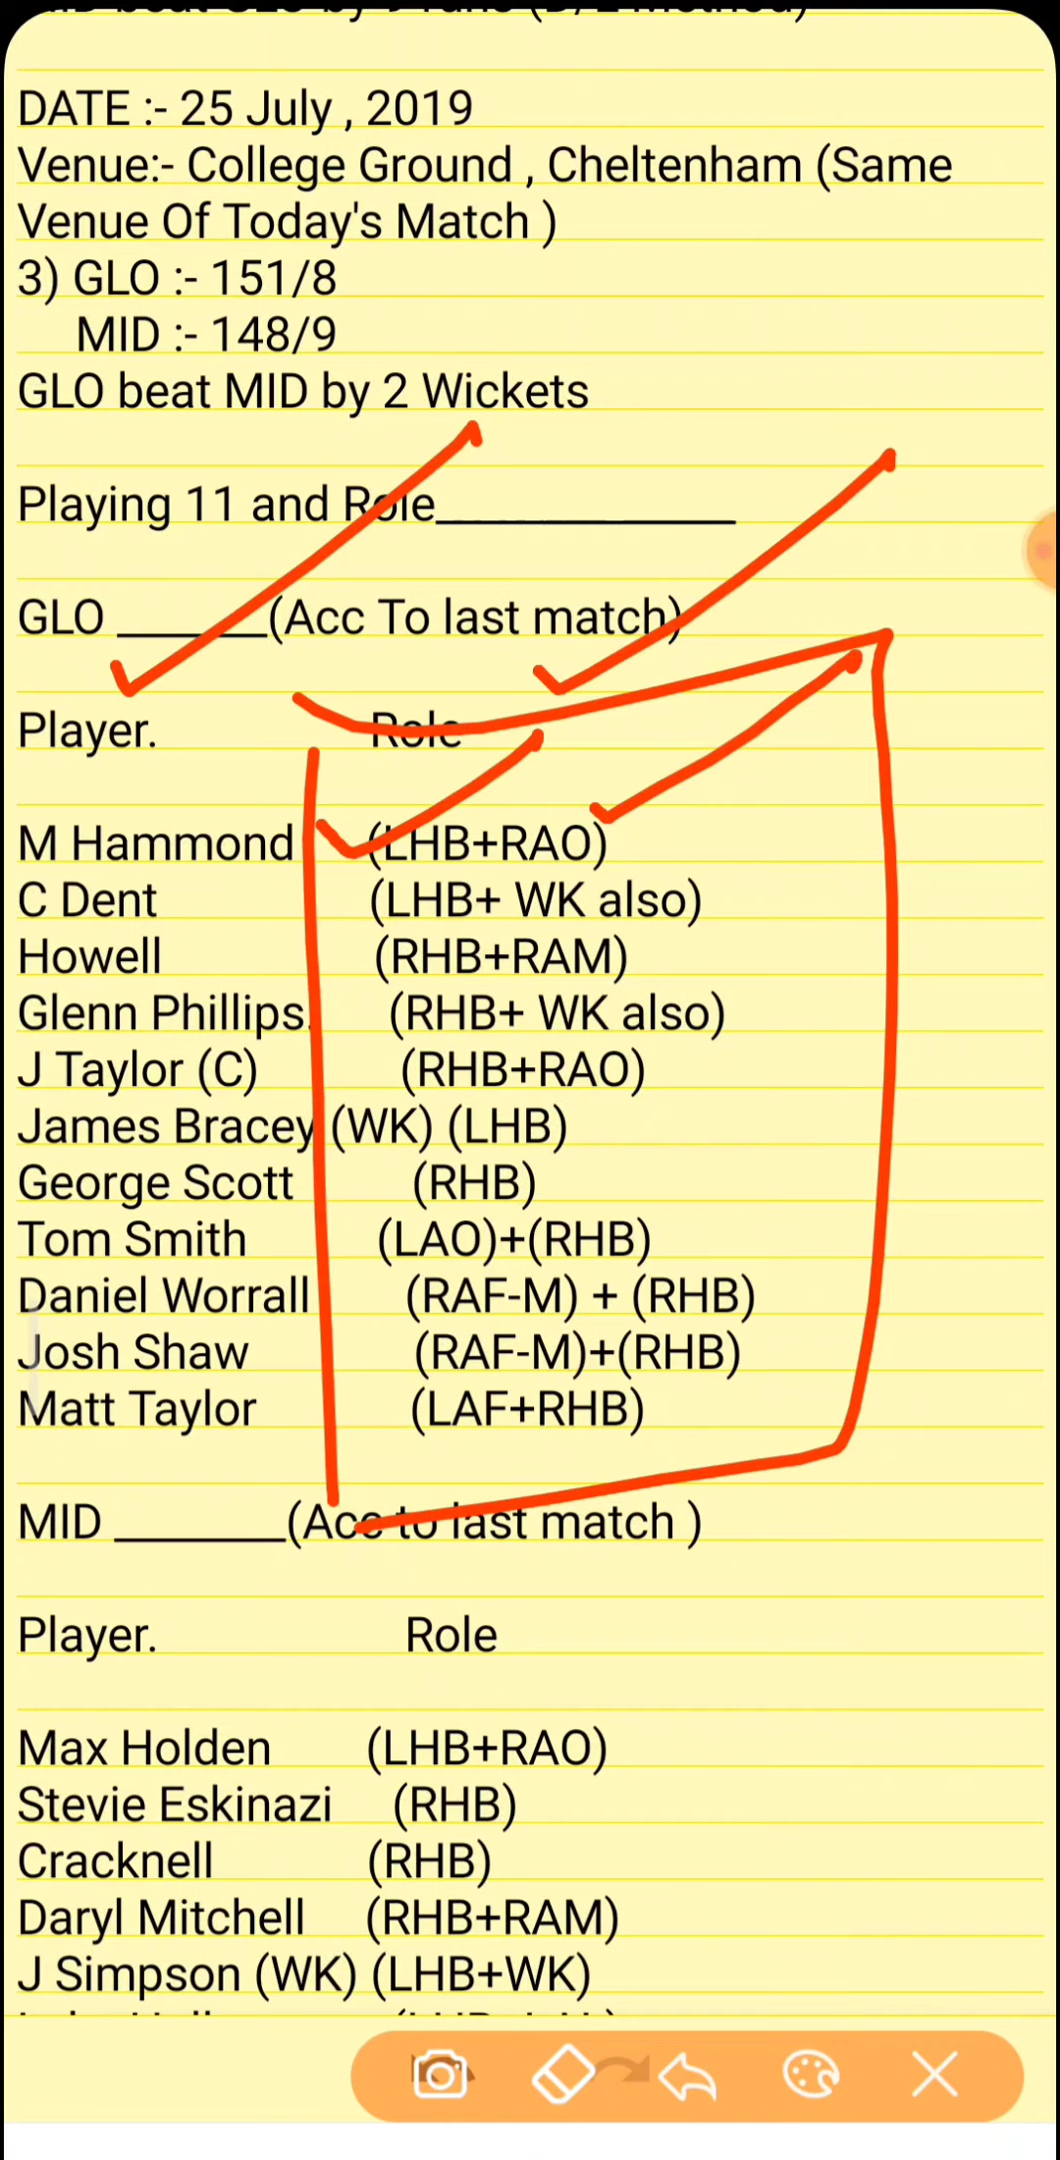 DATE :- 25 July , 2019
Venue:- College Ground , Cheltenham (Same
Venue Of Today's Match )
3) GLO :- 151/8
MID :- 148/9
GLO beat MID by 2 Wickets
Playing 11 and Role______________
GLO _______(Acc To last match)
Player. Role
M Hammond (LHB+RAO)
C Dent (LHB+ WK also)
Howell (RHB+RAM)
Glenn Phillips. (RHB+ WK also)
J Taylor (C) (RHB+RAO)
James Bracey (WK) (LHB)
George Scott (RHB)
Tom Smith (LAO)+(RHB)
Daniel Worrall (RAF-M) + (RHB)
Josh Shaw (RAF-M)+(RHB)
Matt Taylor (LAF+RHB)
MID ________(Acc to last match )
Player. Role
Max Holden (LHB+RAO)
Stevie Eskinazi (RHB)
Cracknell (RHB)
Daryl Mitchell (RHB+RAM)
J Simpson (WK) (LHB+WK)